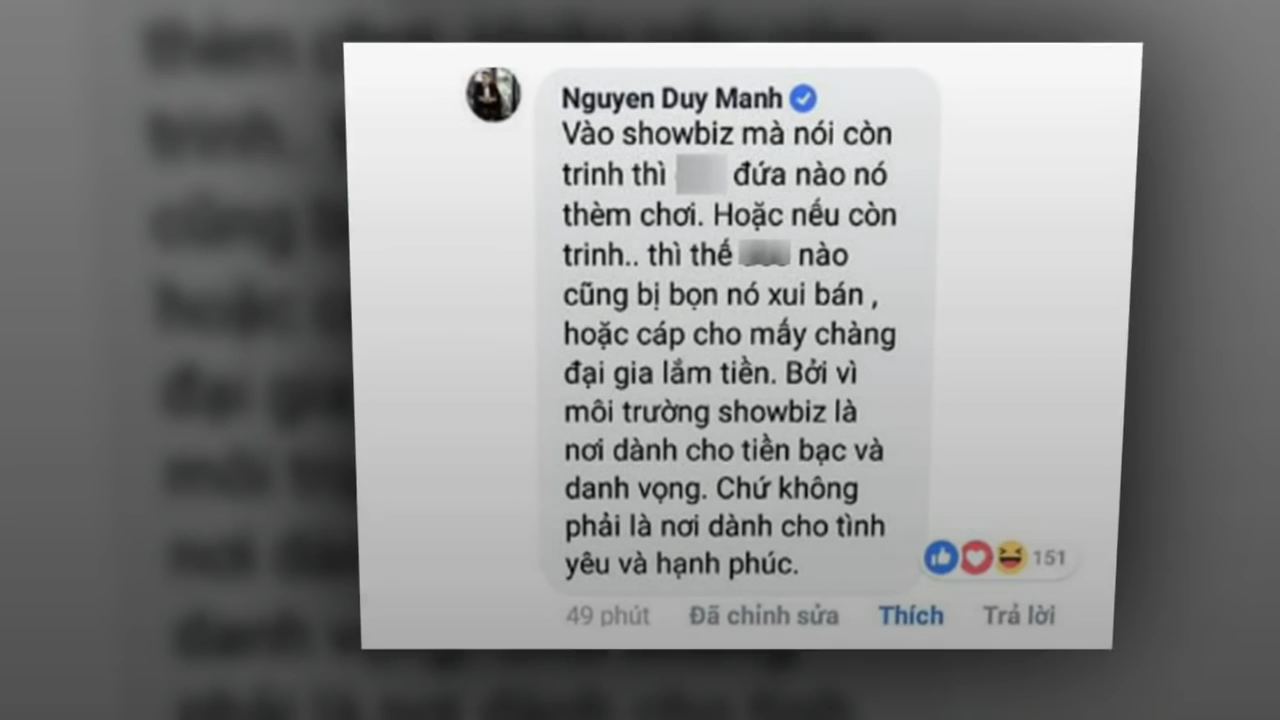 Nguyen Duy Manh
Vào showbiz mà nói còn
trinh thì đứa nào nó
thèm chơi. Hoặc nếu còn
trinh.. thì thế nào
cũng bị bọn nó xui bán ,
hoặc cáp cho mấy chàng
đại gia lắm tiền. Bởi vì
môi trường showbiz là
nơi dành cho tiền bạc và
danh vọng. Chứ không
phải là nơi dành cho tình
yêu và hạnh phúc.
151
49 phút Đã chỉnh sửa Thích Trả lời